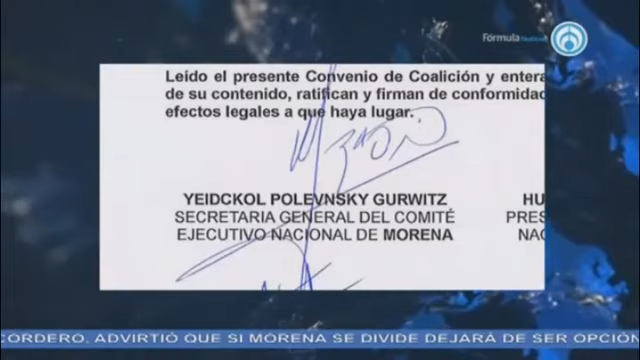 Fórmula Noticias
Leído el presente Convenio de Coalición y entera
de su contenido, ratifican y firman de conformidad
efectos legales a que haya lugar.
YEIDCKOL POLEVNSKY GURWITZ
SECRETARIA GENERAL DEL COMITÉ
EJECUTIVO NACIONAL DE MORENA
HU
PRES
NAC
CORDERO, ADVIRTIÓ QUE SI MORENA SE DIVIDE DEJARÁ DE SER OPCIÓN